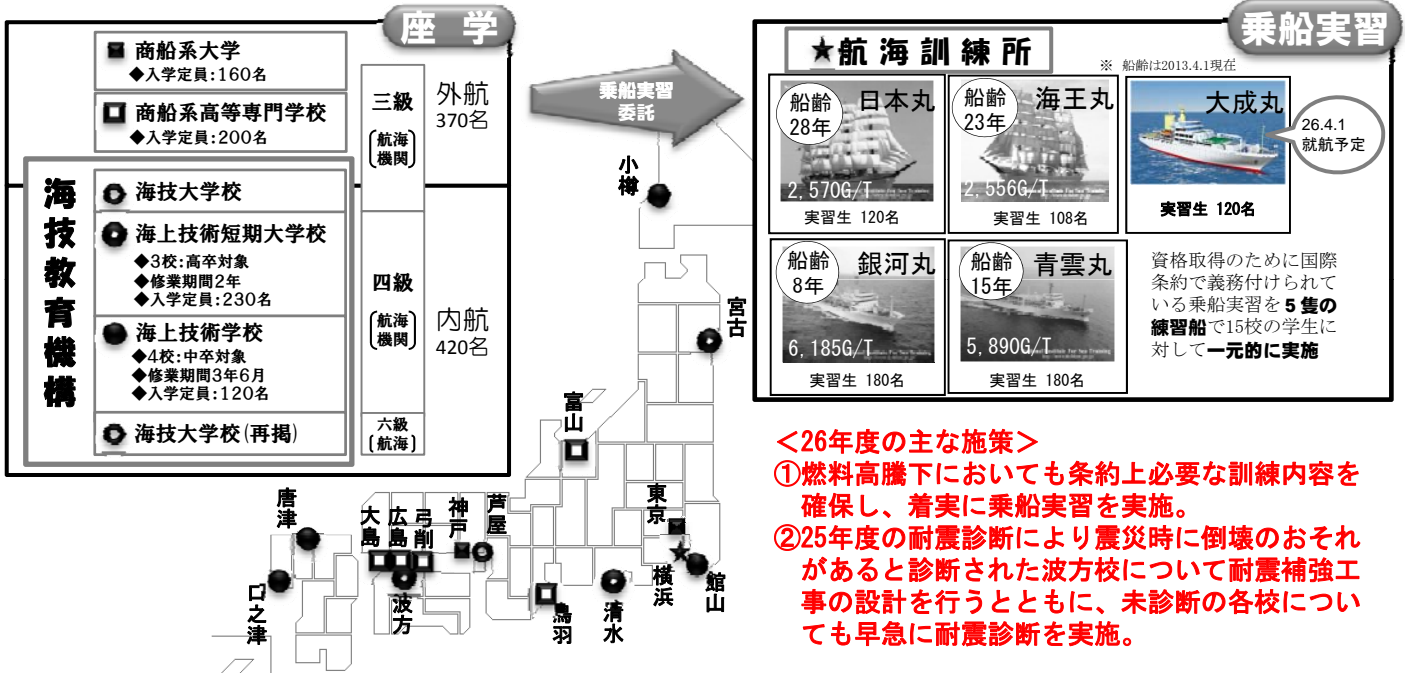 座 学
■ 商船系大学
◆入学定員:160名
商船系高等専門学校
◆入学定員:200名
海技教育機構
海技大学校
海上技術短期大学校
◆3校:高卒対象
◆修業期間2年
◆入学定員:230名
海上技術学校
◆4校:中卒対象
◆修業期間3年6月
◆入学定員:120名
海技大学校(再掲)
三級
〔航海
機関〕
外航
370名
四級
〔航海
機関〕
内航
420名
六級
〔航海〕
乗船実習
委託
乗船実習
★航海訓練所
※ 船齢は2013.4.1現在
船齢
28年
日本丸
2,570G/T
実習生 120名
船齢
23年
海王丸
2,556G/T
実習生 108名
大成丸
26.4.1
就航予定
実習生 120名
船齢
8年
銀河丸
6,185G/T
実習生 180名
船齢
15年
青雲丸
5,890G/T
実習生 180名
資格取得のために国際
条約で義務付けられて
いる乗船実習を5隻の
練習船で15校の学生に
対して一元的に実施
小樽
宮古
富山
東京
横浜
館山
清水
鳥羽
芦屋
神戸
弓削
広島
大島
波方
唐津
口之津
＜26年度の主な施策＞
①燃料高騰下においても条約上必要な訓練内容を
確保し、着実に乗船実習を実施。
②25年度の耐震診断により震災時に倒壊のおそれ
があると診断された波方校について耐震補強工
事の設計を行うとともに、未診断の各校につい
ても早急に耐震診断を実施。